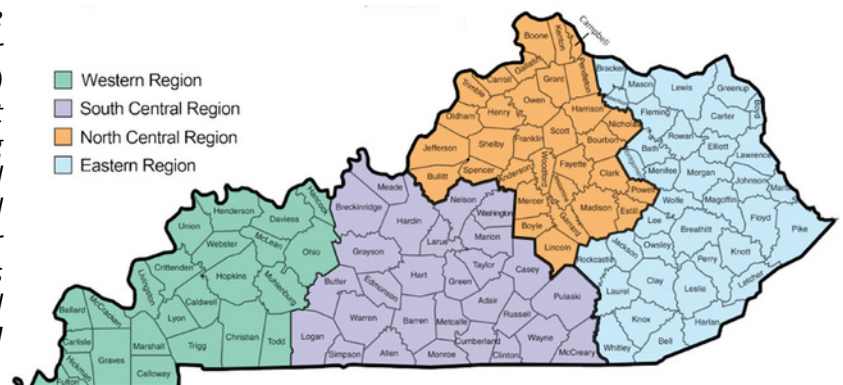 Western Region
South Central Region
North Central Region
Eastern Region
Campbell
Boone
Kenton
Gallatin
Pendleton
Bracken
Carroll
Grant
Mason
Lewis
Greenup
Trimble
Owen
Boyd
Oldham
Henry
Harrison
Fleming
Carter
Nicholas
Rowan
Jefferson
Shelby
Franklin
Scott
Bourbon
Bath
Elliott
Lawrence
Spencer
Anderson
Woodford
Fayette
Clark
Menifee
Morgan
Johnson
Bullitt
Meade
Nelson
Washington
Mercer
Madison
Powell
Estill
Wolfe
Magoffin
Hancock
Breckinridge
Hardin
Garrard
Lee
Floyd
Pike
Henderson
Daviess
Union
Larue
Marion
Boyle
Breathitt
Webster
McLean
Ohio
Grayson
Lincoln
Jackson
Owsley
Knott
Perry
Rockcastle
Crittenden
Hopkins
Hart
Taylor
Casey
Livingston
Muhlenburg
Butler
Edmonson
Green
Clay
Leslie
Letcher
Laurel
Pulaski
Adair
Caldwell
Ballard
McCracken
Lyon
Warren
Barren
Metcalfe
Russell
Knox
Harlan
Carlisle
Marshall
Trigg
Christian
Todd
Logan
Cumberland
Wayne
Whitley
Bell
Graves
Simpson
Allen
Monroe
Clinton
McCreary
Hickman
Fulton
Calloway